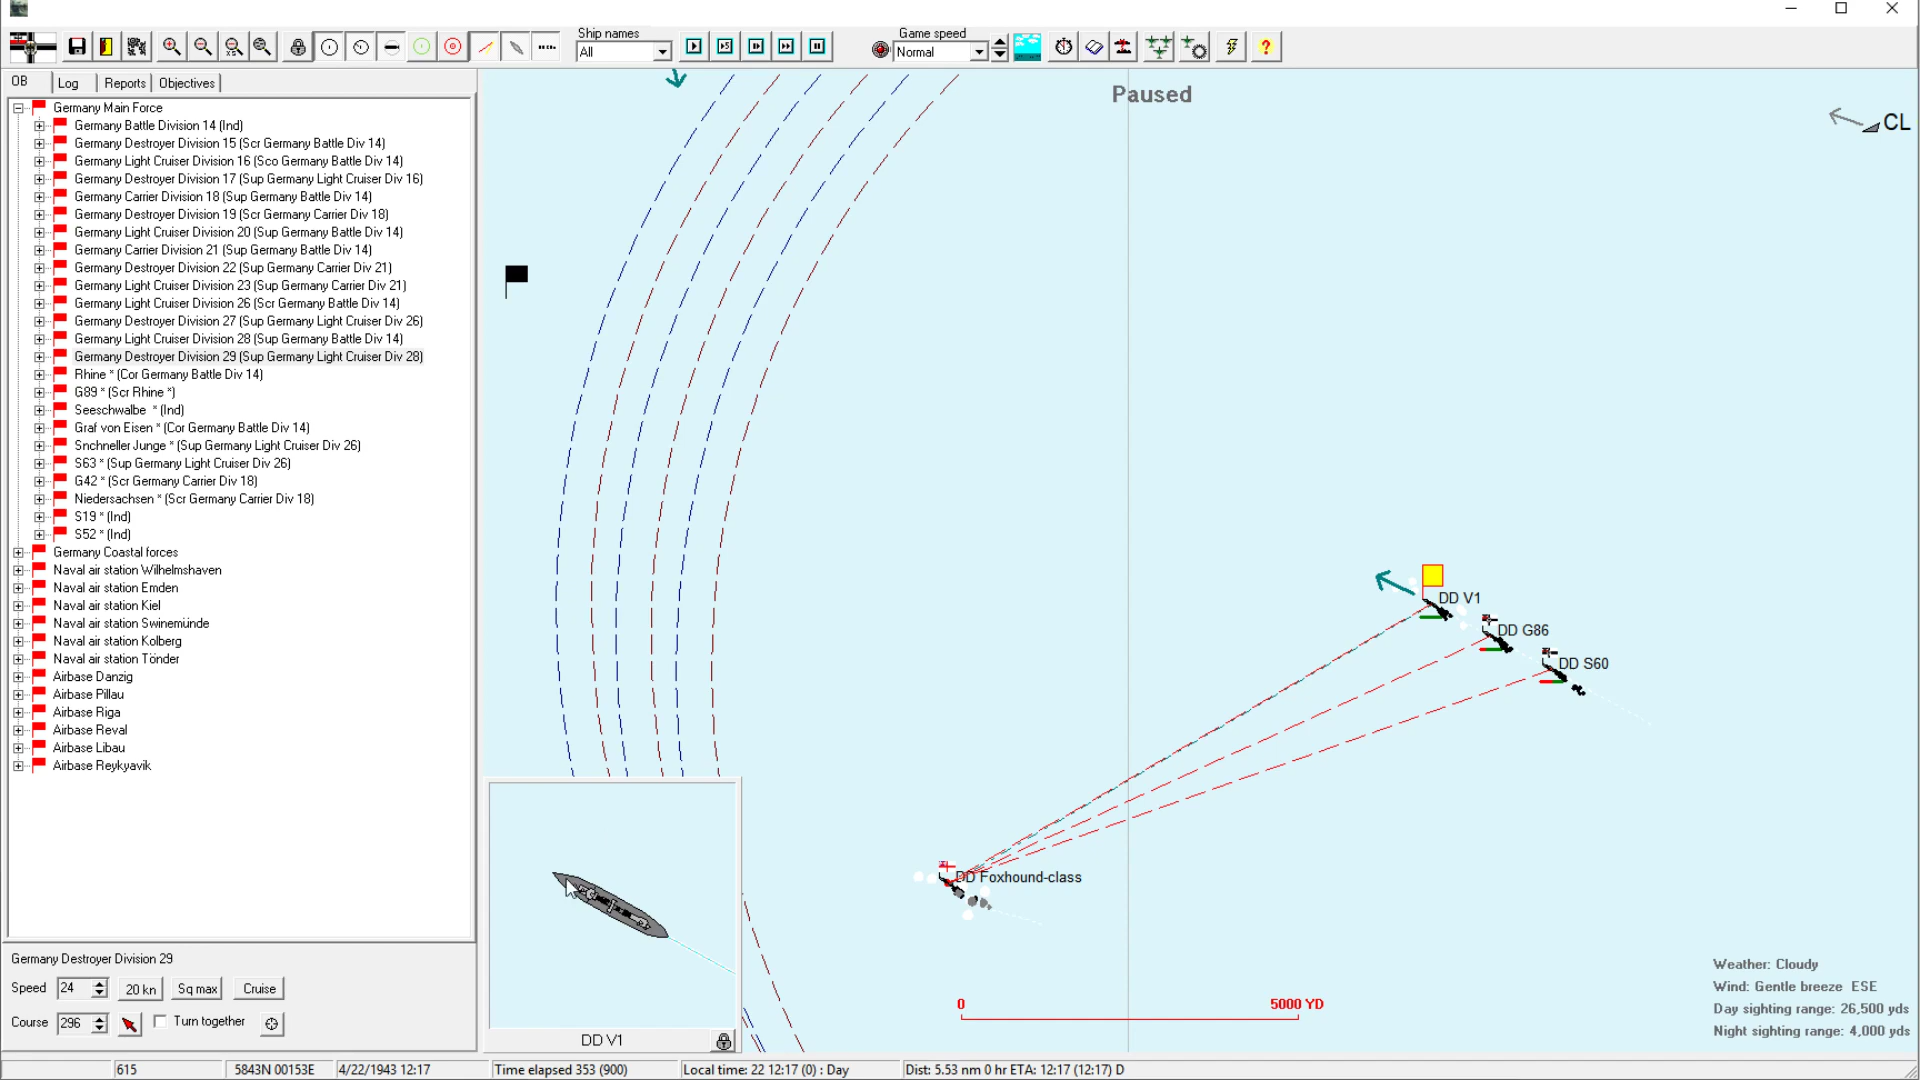 Ship names
All
Game speed
Normal
OB
Log
Reports
Objectives
Germany Main Force
Germany Battle Division 14 (Ind)
Germany Destroyer Division 15 (Scr Germany Battle Div 14)
Germany Light Cruiser Division 16 (Sco Germany Battle Div 14)
Germany Destroyer Division 17 (Sup Germany Light Cruiser Div 16)
Germany Carrier Division 18 (Sup Germany Battle Div 14)
Germany Destroyer Division 19 (Scr Germany Carrier Div 18)
Germany Light Cruiser Division 20 (Sup Germany Battle Div 14)
Germany Carrier Division 21 (Sup Germany Battle Div 14)
Germany Destroyer Division 22 (Sup Germany Carrier Div 21)
Germany Light Cruiser Division 23 (Sup Germany Carrier Div 21)
Germany Light Cruiser Division 26 (Scr Germany Battle Div 14)
Germany Destroyer Division 27 (Sup Germany Light Cruiser Div 26)
Germany Light Cruiser Division 28 (Sup Germany Battle Div 14)
Germany Destroyer Division 29 (Sup Germany Light Cruiser Div 28)
Rhine * (Cor Germany Battle Div 14)
G89 * (Scr Rhine *)
Seeschwalbe * (Ind)
Graf von Eisen * (Cor Germany Battle Div 14)
Snchneller Junge * (Sup Germany Light Cruiser Div 26)
S63 * (Sup Germany Light Cruiser Div 26)
G42 * (Scr Germany Carrier Div 18)
Niedersachsen * (Scr Germany Carrier Div 18)
S19 * (Ind)
S52 * (Ind)
Germany Coastal forces
Naval air station Wilhelmshaven
Naval air station Emden
Naval air station Kiel
Naval air station Swinemünde
Naval air station Kolberg
Naval air station Tönder
Airbase Danzig
Airbase Pillau
Airbase Riga
Airbase Reval
Airbase Libau
Airbase Reykyavik
Germany Destroyer Division 29
Speed 24 20 kn Sq max Cruise
Course 296 Turn together
Paused
CL
DD V1
DD G86
DD S60
DD Foxhound-class
0 5000 YD
DD V1
Weather: Cloudy
Wind: Gentle breeze ESE
Day sighting range: 26,500 yds
Night sighting range: 4,000 yds
615 5843N 00153E 4/22/1943 12:17 Time elapsed 353 (900) Local time: 22 12:17 (0) : Day Dist: 5.53 nm 0 hr ETA: 12:17 (12:17) D